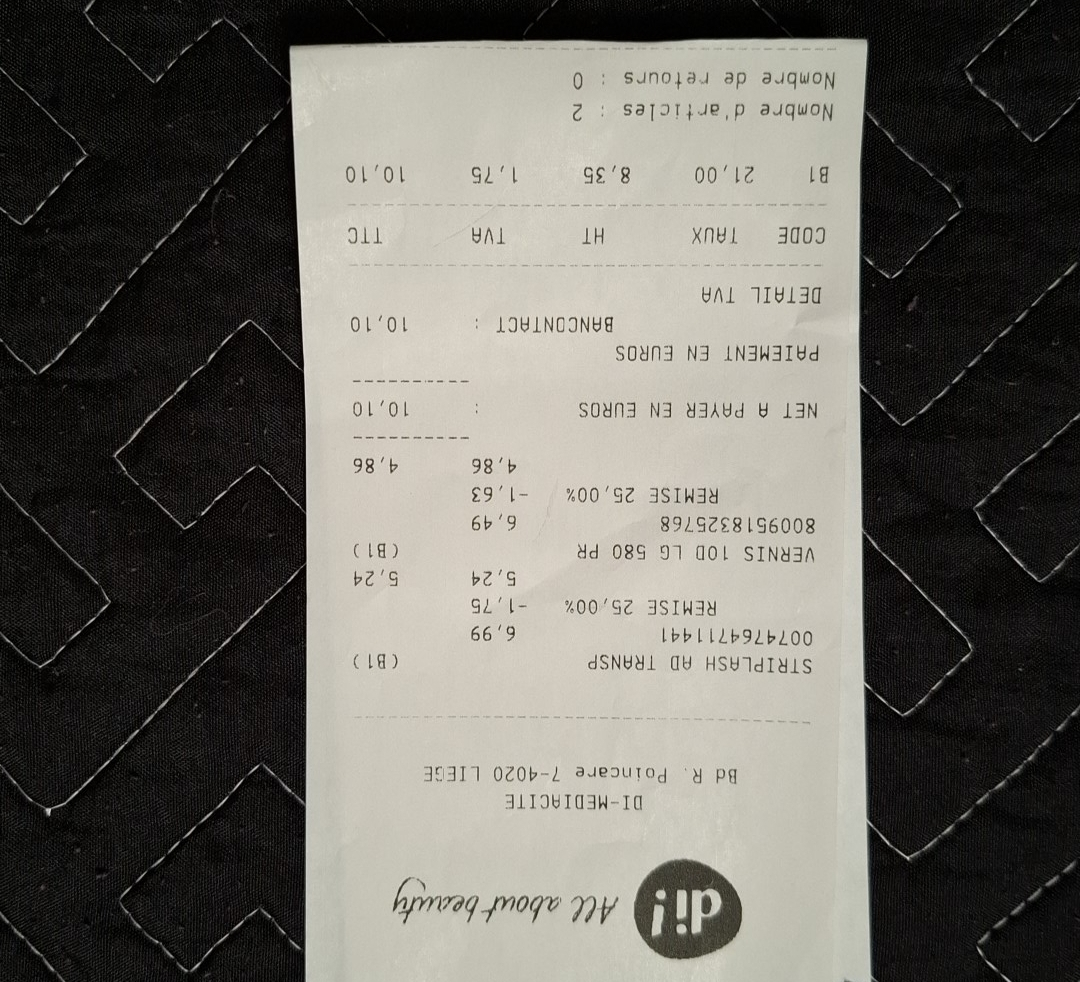 di! All about beauty
DI-MEDIACITE
Bd R. Poincare 7-4020 LIEGE
STRIPLASH AD TRANSP (B1)
0074764711441 6,99
REMISE 25,00% -1,75
5,24 5,24
VERNIS 10D LG 580 PR (B1)
8009518325768 6,49
REMISE 25,00% -1,63
4,86 4,86
NET A PAYER EN EUROS : 10,10
PAIEMENT EN EUROS
BANCONTACT : 10,10
DETAIL TVA
CODE TAUX HT TVA TTC
B1 21,00 8,35 1,75 10,10
Nombre d'articles : 2
Nombre de retours : 0